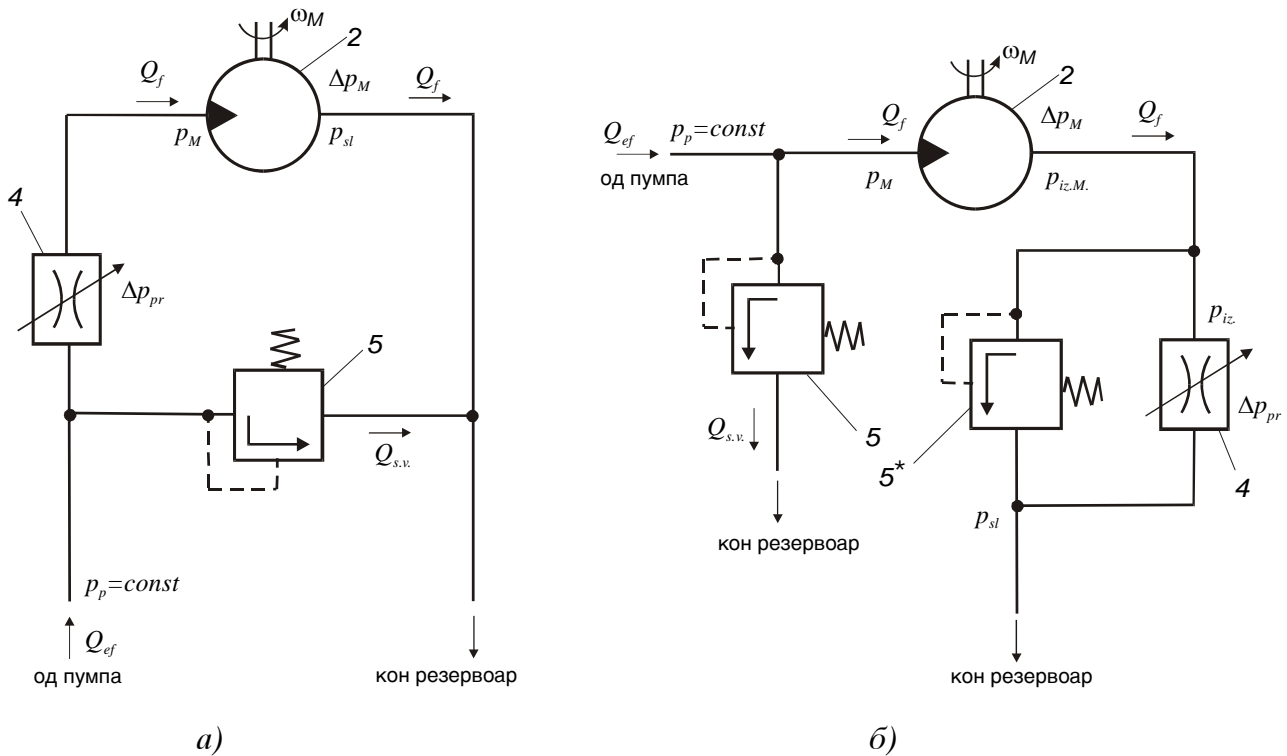 ω_M
2
Q_f
Δp_M
Q_f
p_M
p_sl
4
Δp_pr
5
Q_s.v.
p_p=const
Q_ef
од пумпа
кон резервоар
а)
ω_M
2
Q_ef
p_p=const
Q_f
Δp_M
Q_f
од пумпа
p_M
p_iz.M.
p_iz.
Δp_pr
Q_s.v.
5
5*
4
p_sl
кон резервоар
кон резервоар
б)